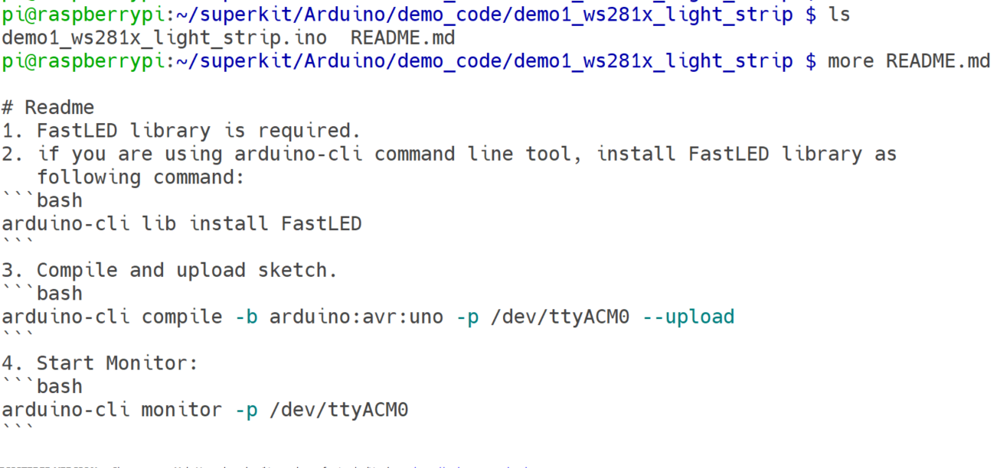 pi@raspberrypi:~/superkit/Arduino/demo_code/demo1_ws281x_light_strip $ ls
demo1_ws281x_light_strip.ino  README.md
pi@raspberrypi:~/superkit/Arduino/demo_code/demo1_ws281x_light_strip $ more README.md
# Readme
1. FastLED library is required.
2. if you are using arduino-cli command line tool, install FastLED library as
   following command:
```bash
arduino-cli lib install FastLED
```
3. Compile and upload sketch.
```bash
arduino-cli compile -b arduino:avr:uno -p /dev/ttyACM0 --upload
```
4. Start Monitor:
```bash
arduino-cli monitor -p /dev/ttyACM0
```